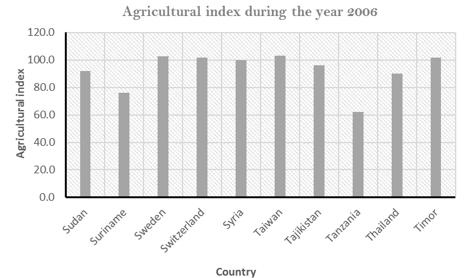 Agricultural index during the year 2006
Agricultural index
120.0
100.0
80.0
60.0
40.0
20.0
0.0
Sudan
Suriname
Sweden
Switzerland
Syria
Taiwan
Tajikistan
Tanzania
Thailand
Timor
Country